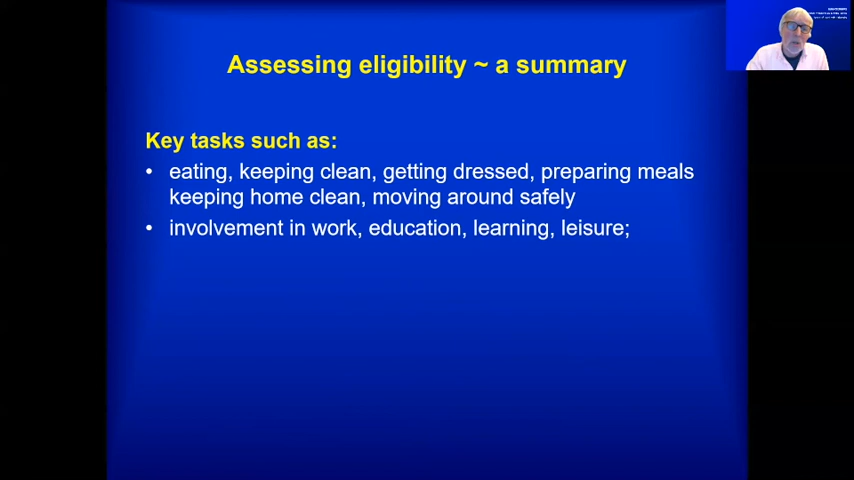 Assessing eligibility ~ a summary
Key tasks such as:
• eating, keeping clean, getting dressed, preparing meals
keeping home clean, moving around safely
• involvement in work, education, learning, leisure;